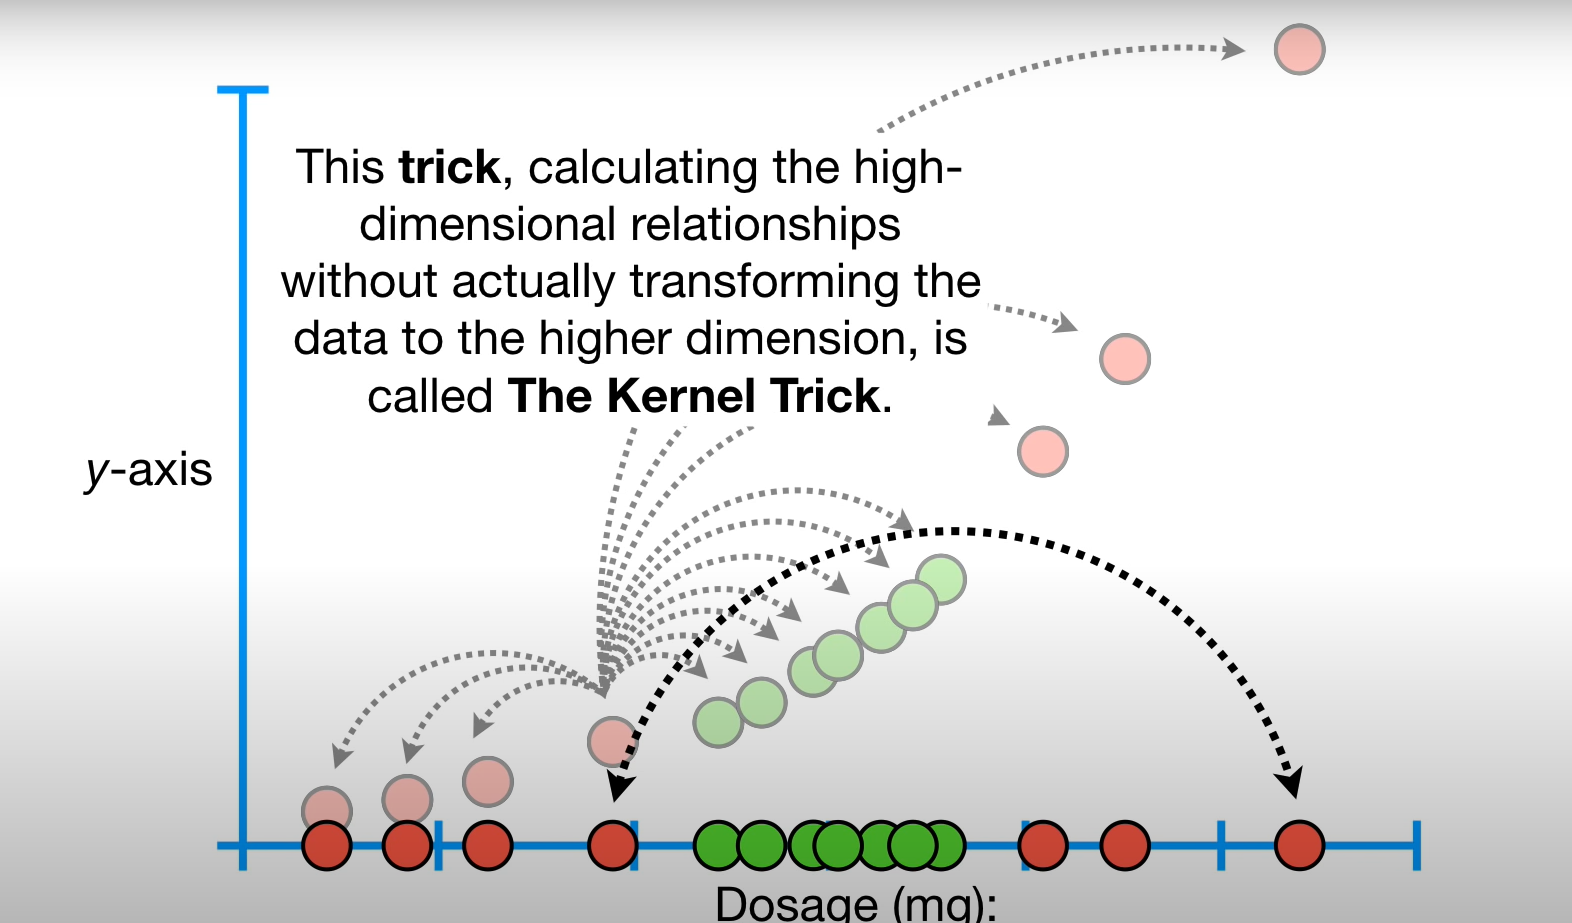 This trick, calculating the high-
dimensional relationships
without actually transforming the
data to the higher dimension, is
called The Kernel Trick.
y-axis
Dosage (mg):